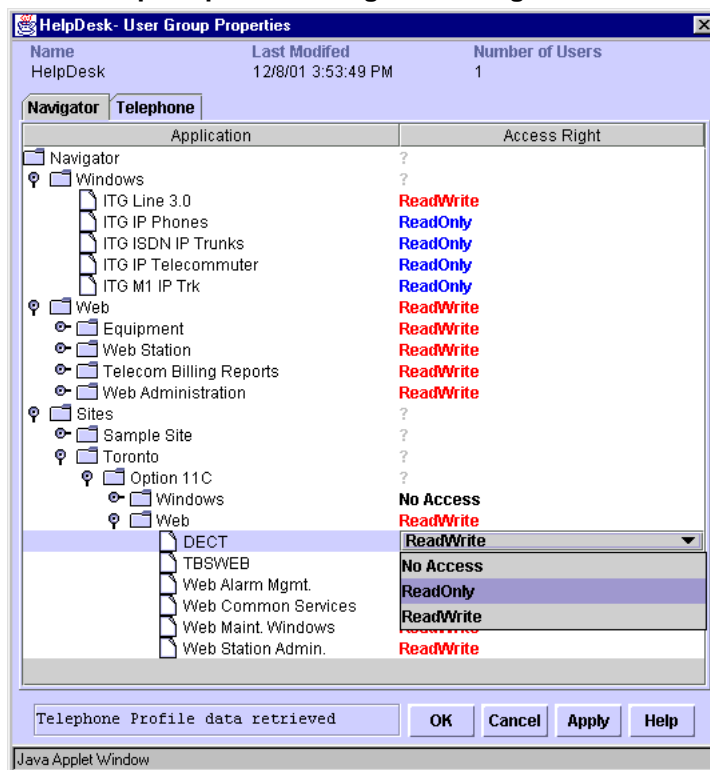 HelpDesk- User Group Properties
Name Last Modifed Number of Users
HelpDesk 12/8/01 3:53:49 PM 1
Navigator Telephone
Application Access Right
Navigator ?
Windows ?
ITG Line 3.0 ReadWrite
ITG IP Phones ReadOnly
ITG ISDN IP Trunks ReadOnly
ITG IP Telecommuter ReadOnly
ITG M1 IP Trk ReadOnly
Web ReadWrite
Equipment ReadWrite
Web Station ReadWrite
Telecom Billing Reports ReadWrite
Web Administration ReadWrite
Sites ?
Sample Site ?
Toronto ?
Option 11C ?
Windows No Access
Web ReadWrite
DECT ReadWrite
TBSWEB No Access
Web Alarm Mgmt. ReadOnly
Web Common Services ReadWrite
Web Maint. Windows
Web Station Admin. ReadWrite
Telephone Profile data retrieved OK Cancel Apply Help
Java Applet Window